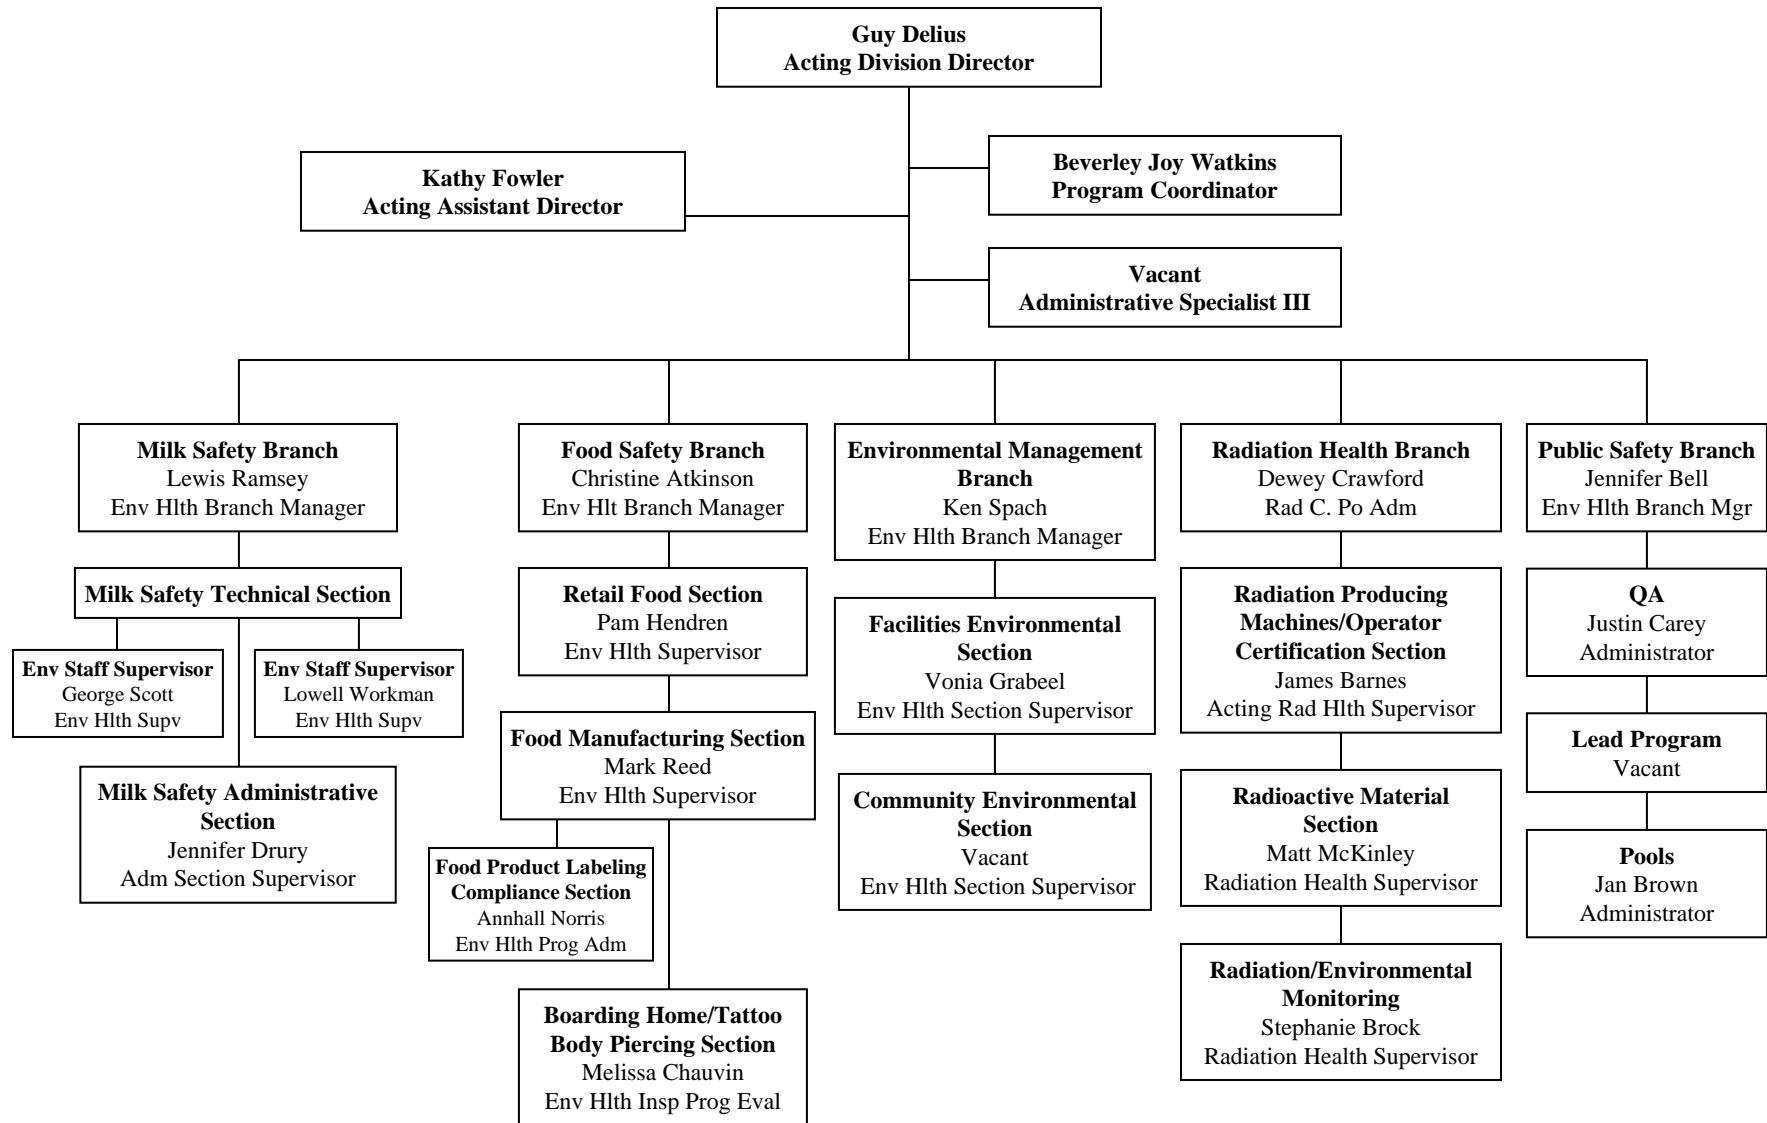 Guy Delius
Acting Division Director
Kathy Fowler
Acting Assistant Director
Beverley Joy Watkins
Program Coordinator
Vacant
Administrative Specialist III
Milk Safety Branch
Lewis Ramsey
Env Hlth Branch Manager
Milk Safety Technical Section
Env Staff Supervisor
George Scott
Env Hlth Supv
Env Staff Supervisor
Lowell Workman
Env Hlth Supv
Milk Safety Administrative
Section
Jennifer Drury
Adm Section Supervisor
Food Safety Branch
Christine Atkinson
Env Hlt Branch Manager
Retail Food Section
Pam Hendren
Env Hlth Supervisor
Food Manufacturing Section
Mark Reed
Env Hlth Supervisor
Food Product Labeling
Compliance Section
Annhall Norris
Env Hlth Prog Adm
Boarding Home/Tattoo
Body Piercing Section
Melissa Chauvin
Env Hlth Insp Prog Eval
Environmental Management
Branch
Ken Spach
Env Hlth Branch Manager
Facilities Environmental
Section
Vonia Grabeel
Env Hlth Section Supervisor
Community Environmental
Section
Vacant
Env Hlth Section Supervisor
Radiation Health Branch
Dewey Crawford
Rad C. Po Adm
Radiation Producing
Machines/Operator
Certification Section
James Barnes
Acting Rad Hlth Supervisor
Radioactive Material
Section
Matt McKinley
Radiation Health Supervisor
Radiation/Environmental
Monitoring
Stephanie Brock
Radiation Health Supervisor
Public Safety Branch
Jennifer Bell
Env Hlth Branch Mgr
QA
Justin Carey
Administrator
Lead Program
Vacant
Pools
Jan Brown
Administrator